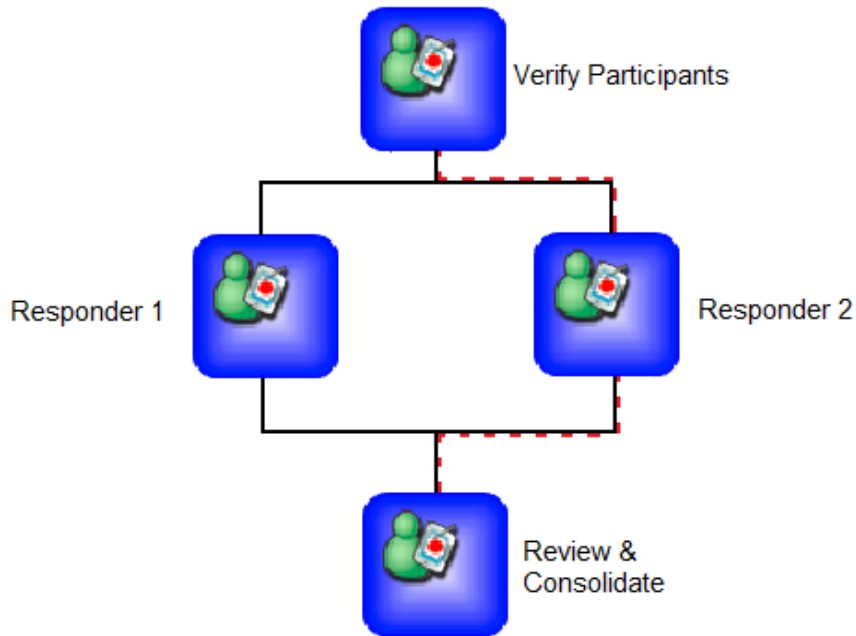 Verify Participants
Responder 1
Responder 2
Review &
Consolidate